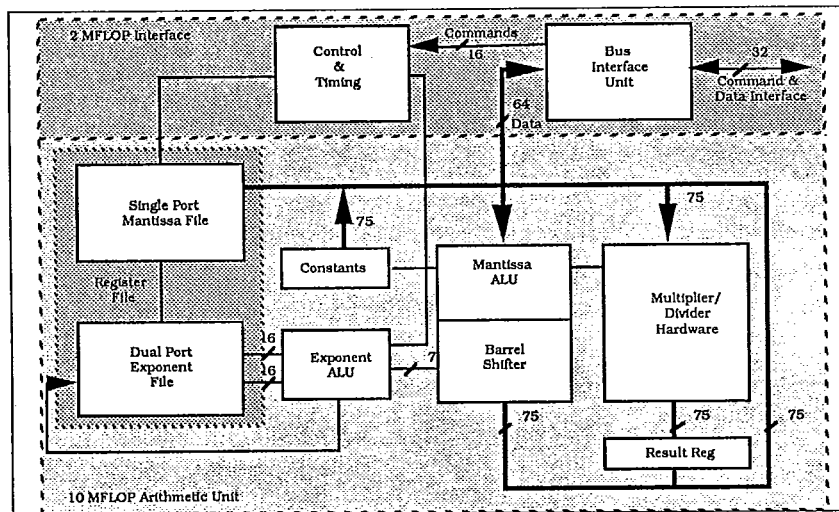 2 MFLOP Interface
Control
&
Timing
Commands
16
Bus
Interface
Unit
32
Command &
Data Interface
64
Data
Single Port
Mantissa File
75
75
Constants
Mantissa
ALU
Multiplier/
Divider
Hardware
Register
File
Dual Port
Exponent
File
16
16
Exponent
ALU
7
Barrel
Shifter
75
75
75
Result Reg
10 MFLOP Arithmetic Unit